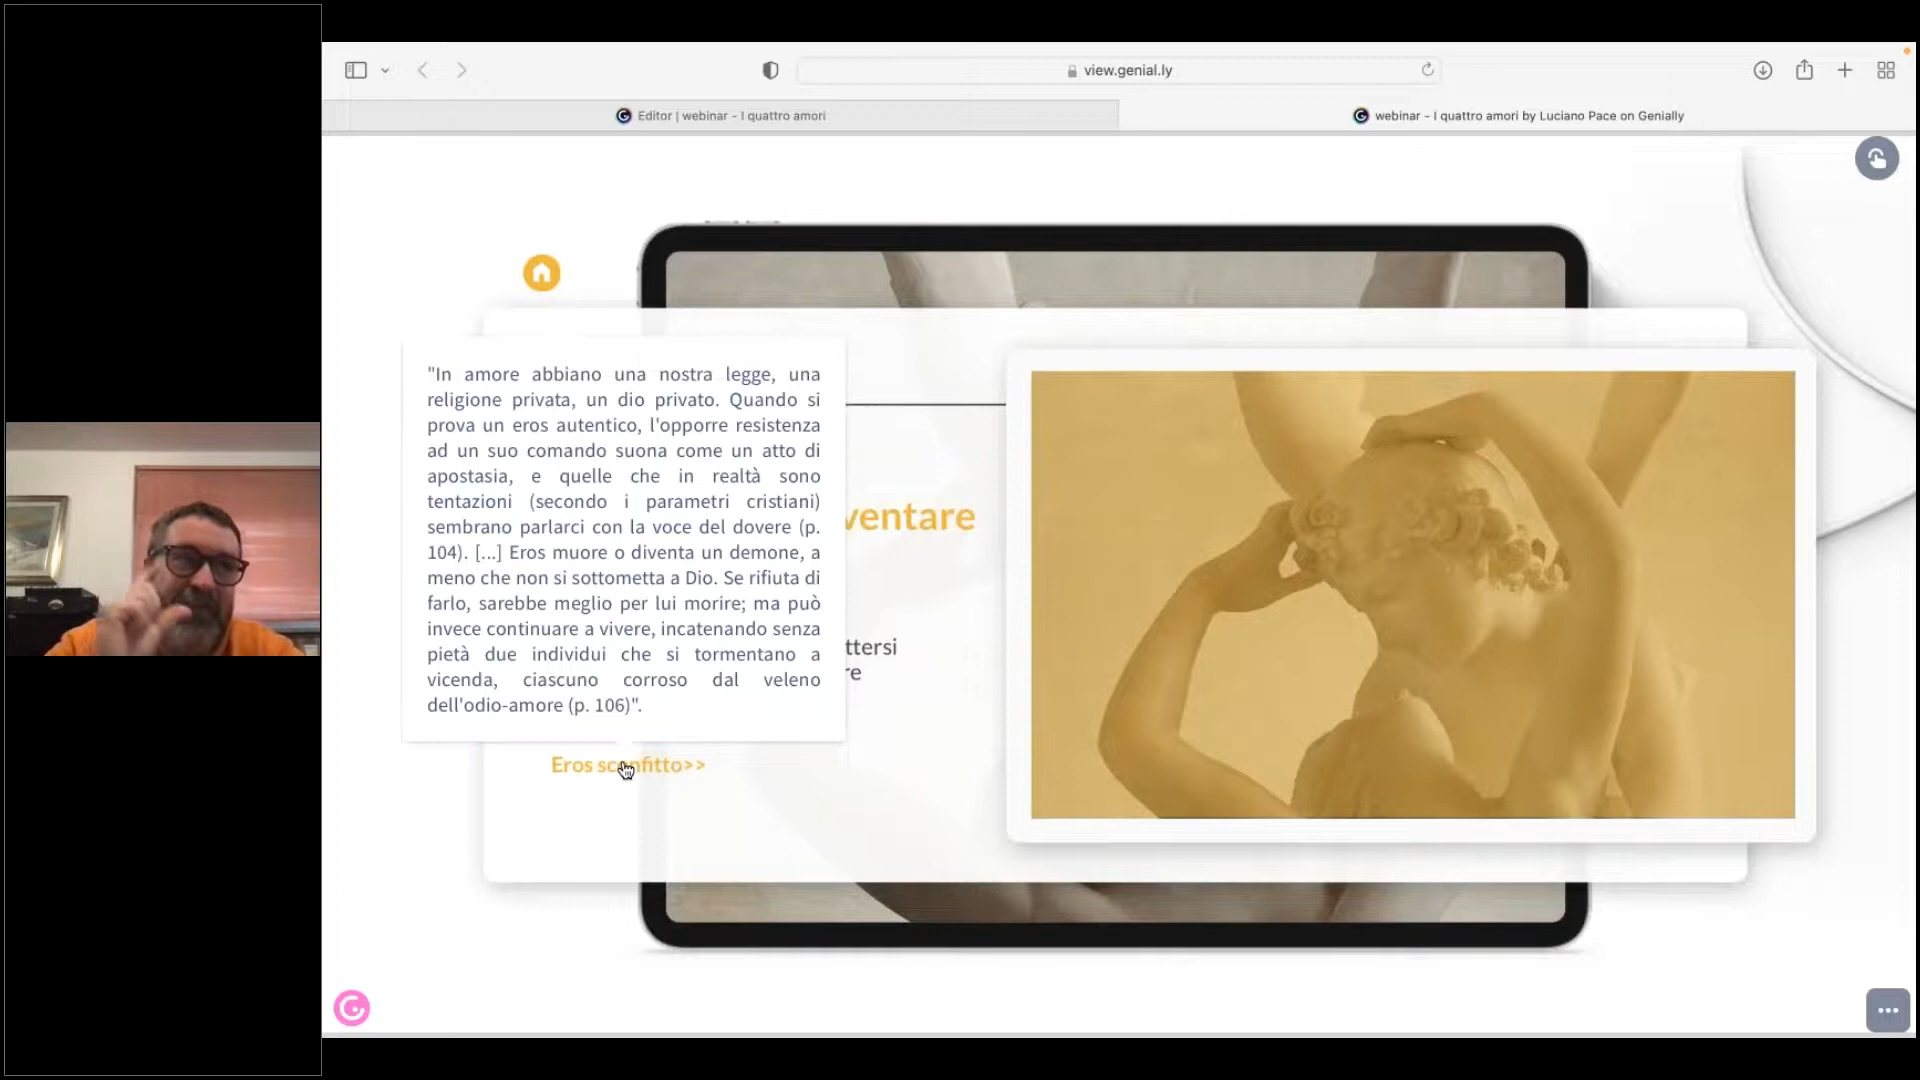 view.genial.ly
Editor | webinar - I quattro amori
webinar - I quattro amori by Luciano Pace on Genially
"In amore abbiano una nostra legge, una
religione privata, un dio privato. Quando si
prova un eros autentico, l'opporre resistenza
ad un suo comando suona come un atto di
apostasia, e quelle che in realtà sono
tentazioni (secondo i parametri cristiani)
sembrano parlarci con la voce del dovere (p.
104). [...] Eros muore o diventa un demone, a
meno che non si sottometta a Dio. Se rifiuta di
farlo, sarebbe meglio per lui morire; ma può
invece continuare a vivere, incatenando senza
pietà due individui che si tormentano a
vicenda, ciascuno corroso dal veleno
dell'odio-amore (p. 106)".
ventare
ttersi
re
Eros sconfitto>>